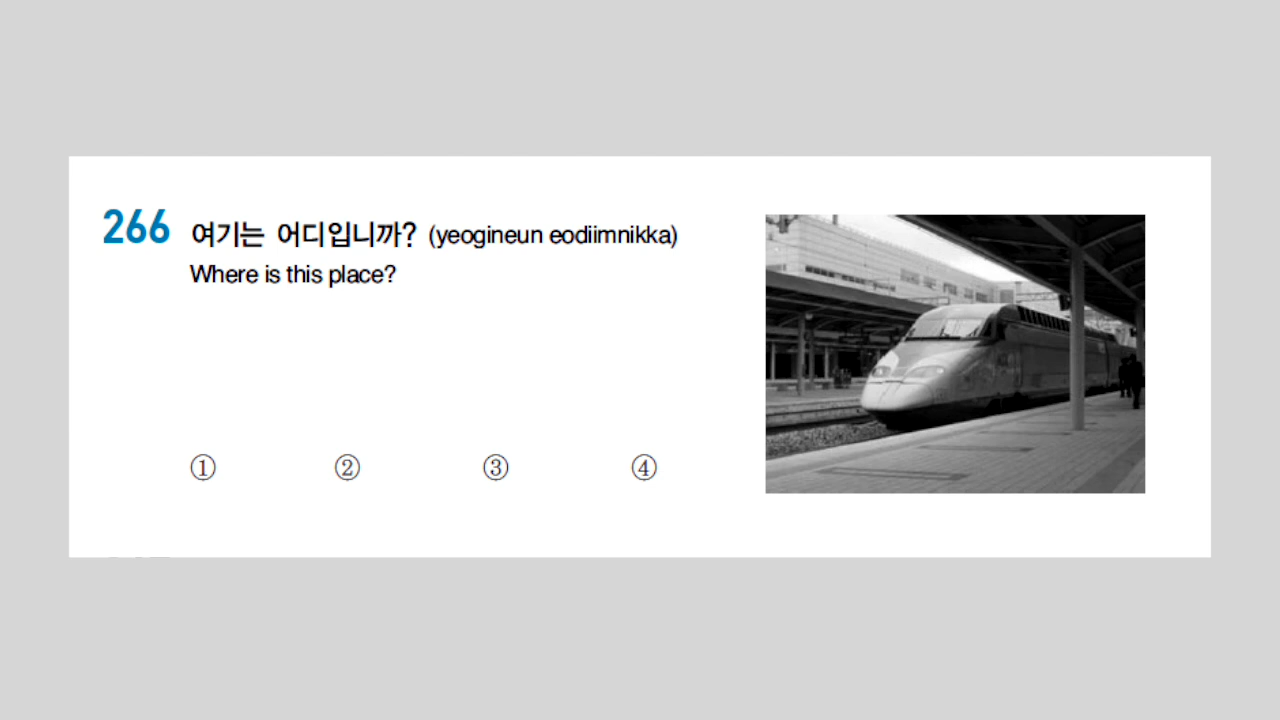 266 여기는 어디입니까? (yeogineun eodiimnikka)
Where is this place?
① ② ③ ④